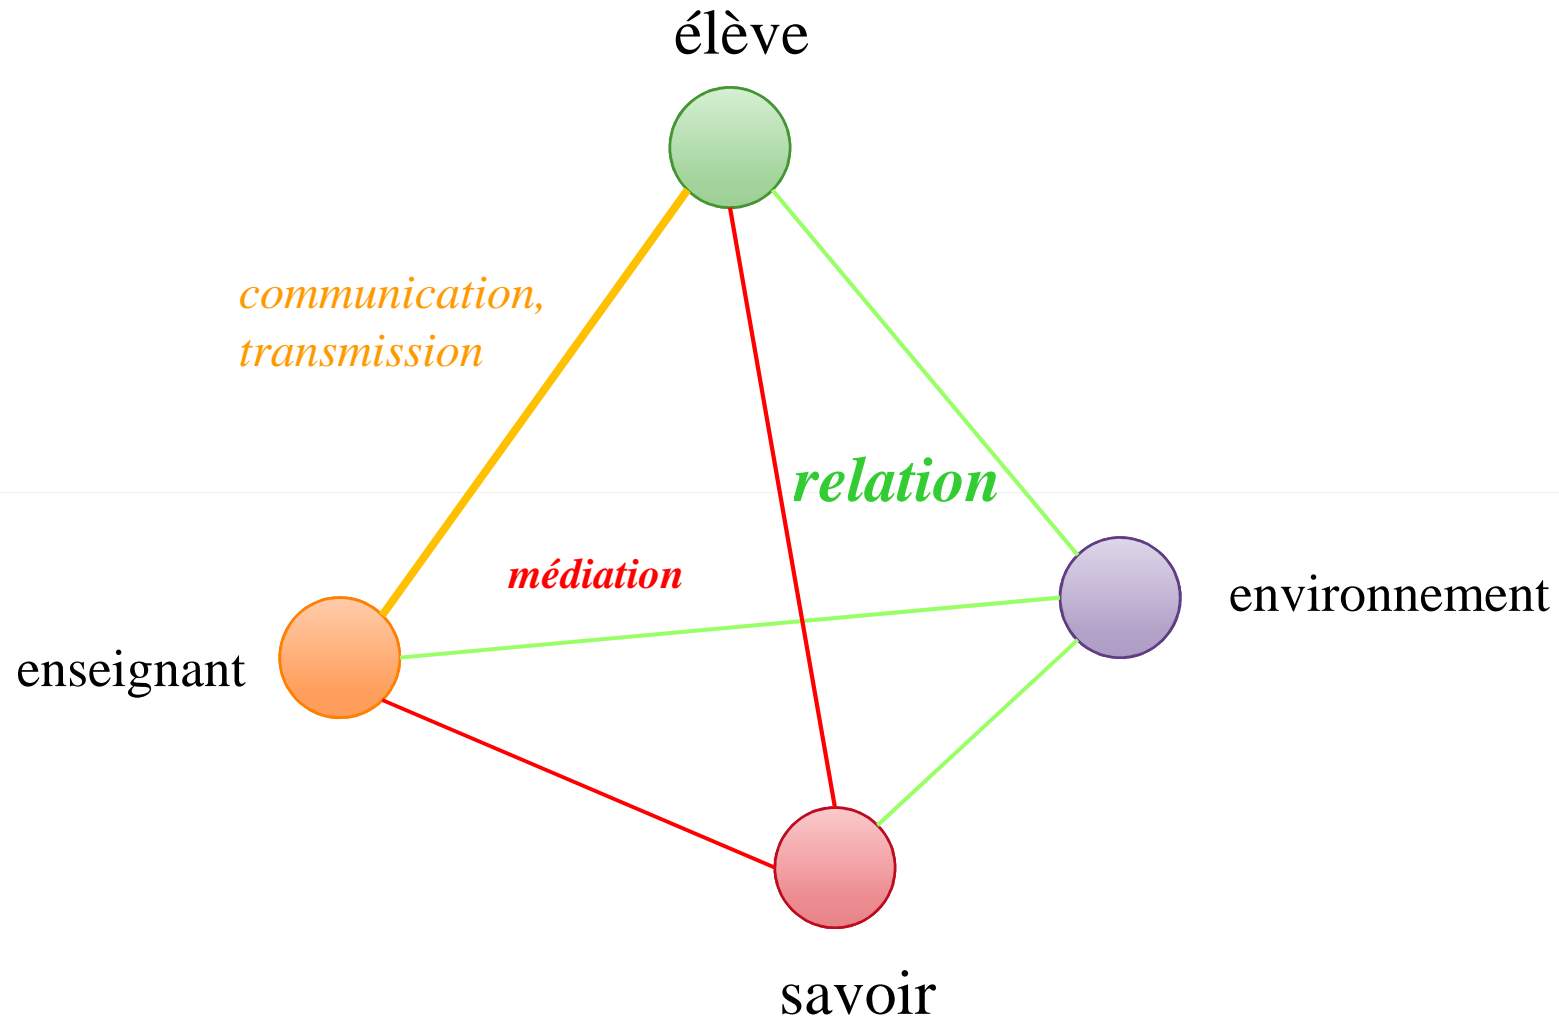 élève
communication,
transmission
relation
médiation
environnement
enseignant
savoir